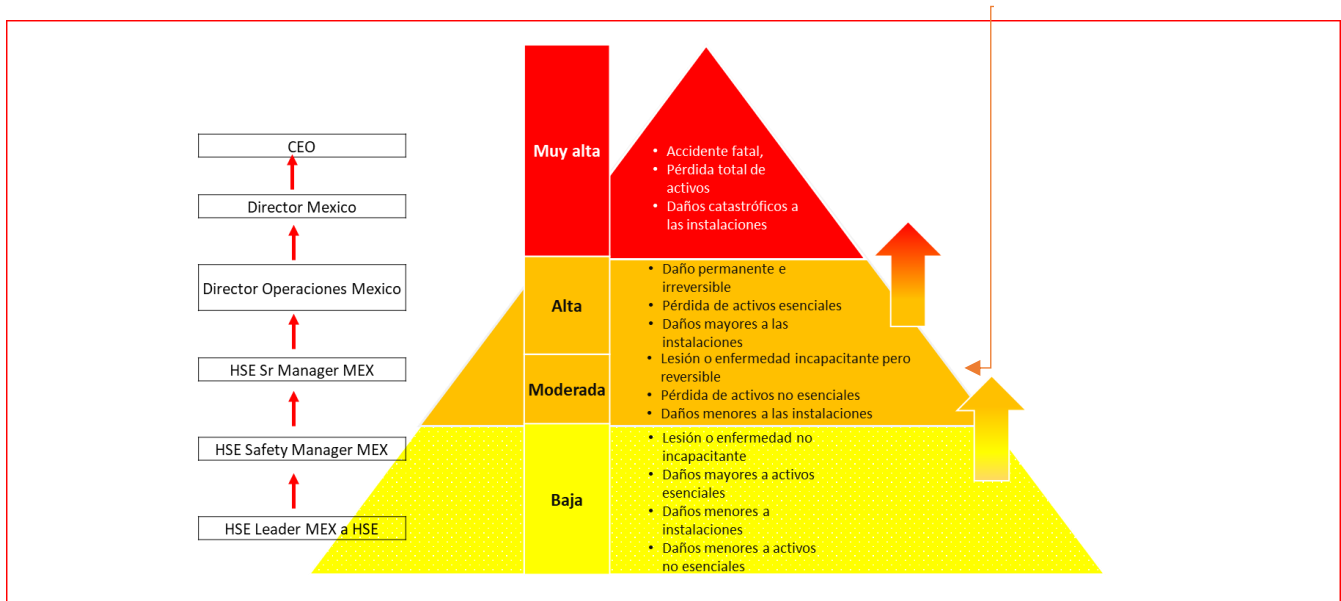 CEO
Director Mexico
Director Operaciones Mexico
HSE Sr Manager MEX
HSE Safety Manager MEX
HSE Leader MEX a HSE
Muy alta
• Accidente fatal,
• Pérdida total de
activos
• Daños catastróficos a
las instalaciones
Alta
• Daño permanente e
irreversible
• Pérdida de activos esenciales
• Daños mayores a las
instalaciones
Moderada
• Lesión o enfermedad incapacitante pero
reversible
• Pérdida de activos no esenciales
• Daños menores a las instalaciones
Baja
• Lesión o enfermedad no
incapacitante
• Daños mayores a activos
esenciales
• Daños menores a
instalaciones
• Daños menores a activos
no esenciales